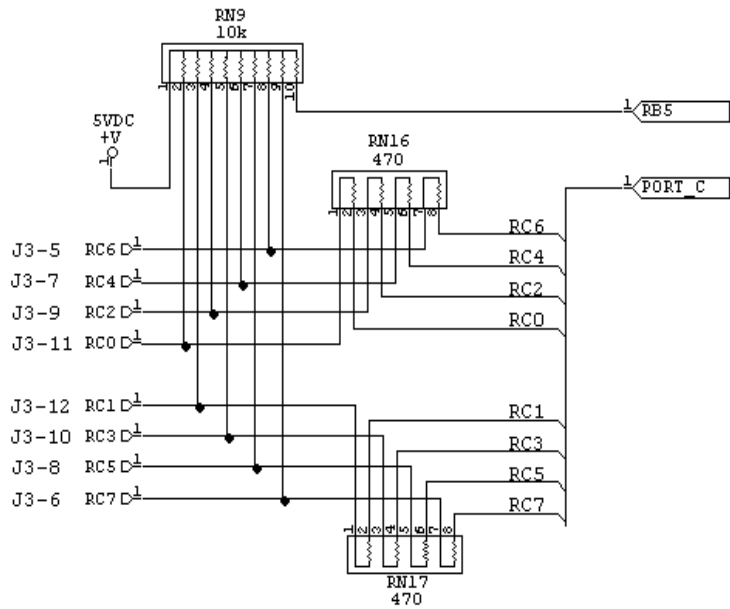 RN9
10k
1 2 3 4 5 6 7 8 9 10
5VDC
+V
1
1 RB5
RN16
470
1 2 3 4 5 6 7 8
1 PORT_C
J3-5 RC6 1 RC6
J3-7 RC4 1 RC4
J3-9 RC2 1 RC2
J3-11 RC0 1 RC0
J3-12 RC1 1 RC1
J3-10 RC3 1 RC3
J3-8 RC5 1 RC5
J3-6 RC7 1 RC7
1 2 3 4 5 6 7 8
RN17
470